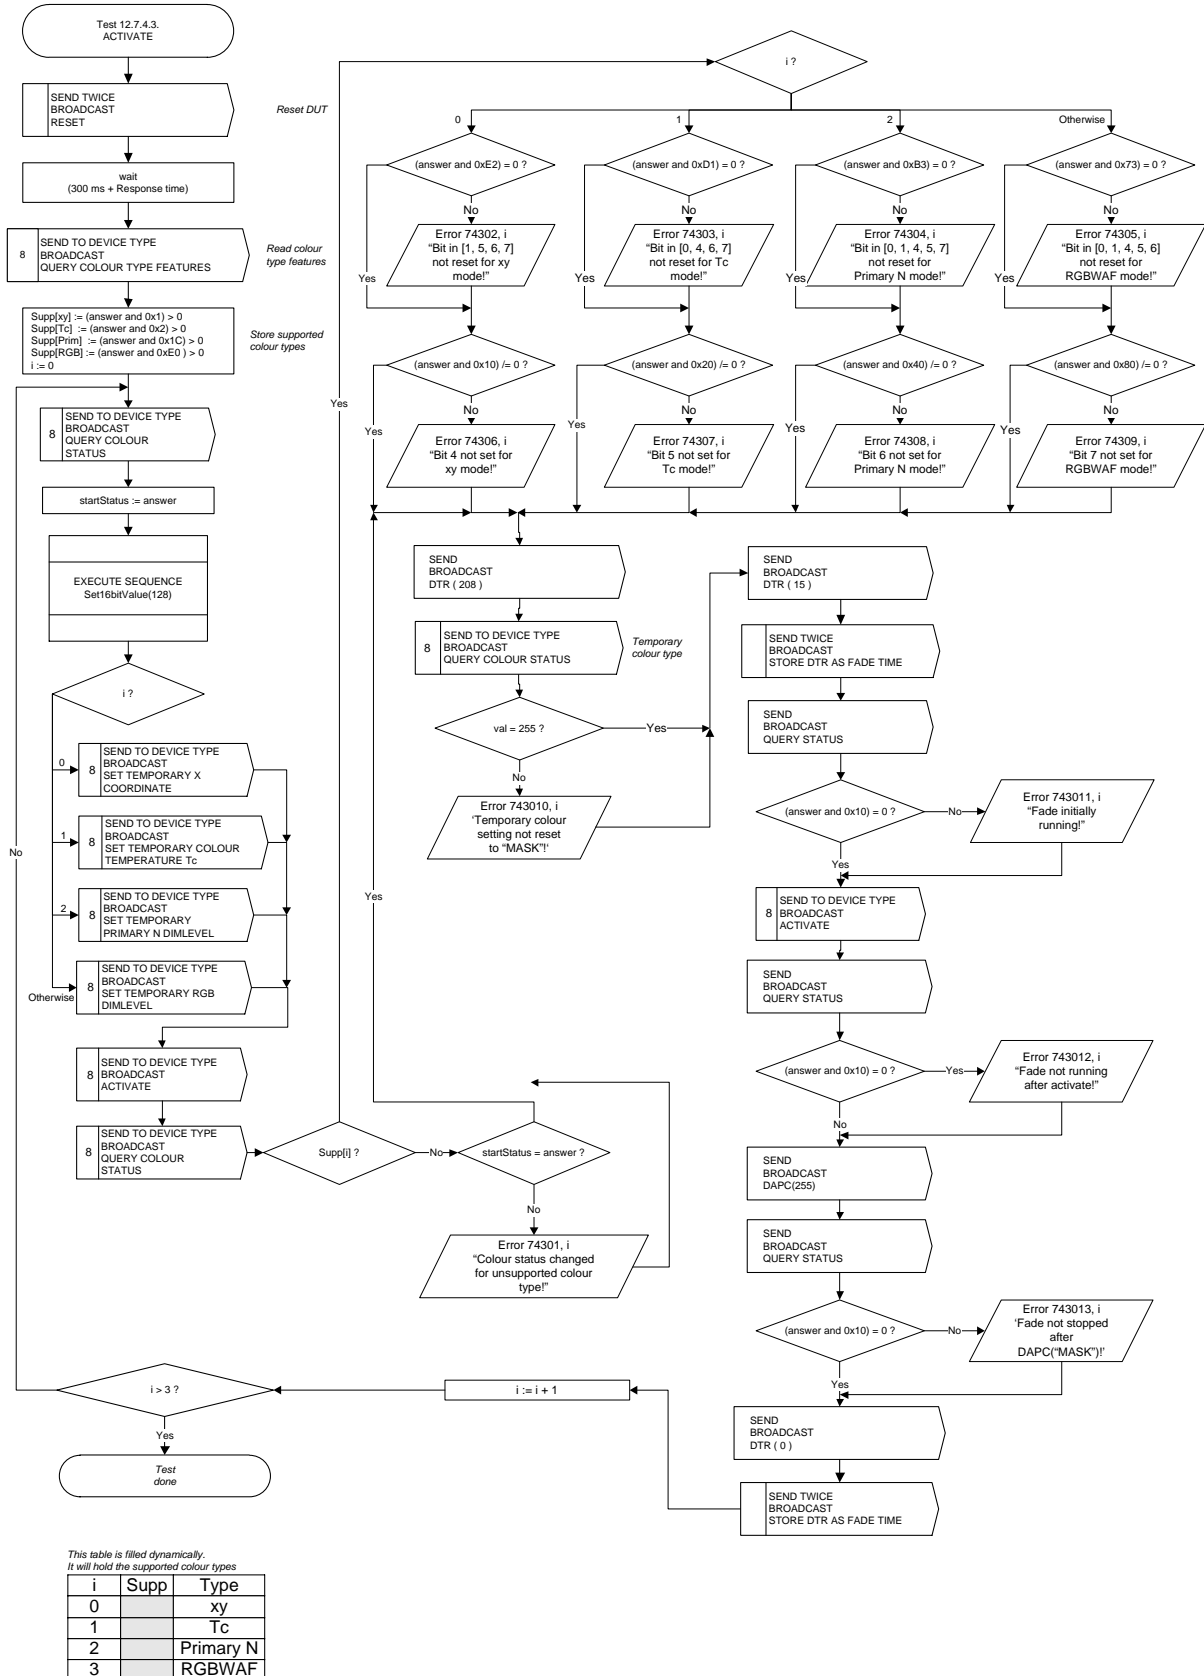 Test 12.7.4.3.
ACTIVATE
SEND TWICE
BROADCAST
RESET
Reset DUT
wait
(300 ms + Response time)
8
SEND TO DEVICE TYPE
BROADCAST
QUERY COLOUR TYPE FEATURES
Read colour
type features
Supp[xy] := (answer and 0x1) > 0
Supp[Tc] := (answer and 0x2) > 0
Supp[Prim] := (answer and 0x1C) > 0
Supp[RGB] := (answer and 0xE0 ) > 0
i := 0
Store supported
colour types
8
SEND TO DEVICE TYPE
BROADCAST
QUERY COLOUR
STATUS
startStatus := answer
EXECUTE SEQUENCE
Set16bitValue(128)
i ?
0
8
SEND TO DEVICE TYPE
BROADCAST
SET TEMPORARY X
COORDINATE
1
8
SEND TO DEVICE TYPE
BROADCAST
SET TEMPORARY COLOUR
TEMPERATURE Tc
2
8
SEND TO DEVICE TYPE
BROADCAST
SET TEMPORARY
PRIMARY N DIMLEVEL
Otherwise
8
SEND TO DEVICE TYPE
BROADCAST
SET TEMPORARY RGB
DIMLEVEL
8
SEND TO DEVICE TYPE
BROADCAST
ACTIVATE
8
SEND TO DEVICE TYPE
BROADCAST
QUERY COLOUR
STATUS
Supp[i] ?
Yes
No
startStatus = answer ?
Yes
No
Error 74301, i
“Colour status changed
for unsupported colour
type!”
i ?
0
1
2
Otherwise
(answer and 0xE2) = 0 ?
(answer and 0xD1) = 0 ?
(answer and 0xB3) = 0 ?
(answer and 0x73) = 0 ?
No
No
No
No
Error 74302, i
“Bit in [1, 5, 6, 7]
not reset for xy
mode!”
Error 74303, i
“Bit in [0, 4, 6, 7]
not reset for Tc
mode!”
Error 74304, i
“Bit in [0, 1, 4, 5, 7]
not reset for
Primary N mode!”
Error 74305, i
“Bit in [0, 1, 4, 5, 6]
not reset for
RGBWAF mode!”
Yes
Yes
Yes
Yes
(answer and 0x10) /= 0 ?
(answer and 0x20) /= 0 ?
(answer and 0x40) /= 0 ?
(answer and 0x80) /= 0 ?
No
No
No
No
Yes
Yes
Yes
Yes
Error 74306, i
“Bit 4 not set for
xy mode!”
Error 74307, i
“Bit 5 not set for
Tc mode!”
Error 74308, i
“Bit 6 not set for
Primary N mode!”
Error 74309, i
“Bit 7 not set for
RGBWAF mode!”
SEND
BROADCAST
DTR ( 208 )
8
SEND TO DEVICE TYPE
BROADCAST
QUERY COLOUR STATUS
Temporary
colour type
val = 255 ?
Yes
No
Error 743010, i
‘Temporary colour
setting not reset
to “MASK”!‘
SEND
BROADCAST
DTR ( 15 )
SEND TWICE
BROADCAST
STORE DTR AS FADE TIME
SEND
BROADCAST
QUERY STATUS
(answer and 0x10) = 0 ?
No
Error 743011, i
“Fade initially
running!”
Yes
8
SEND TO DEVICE TYPE
BROADCAST
ACTIVATE
SEND
BROADCAST
QUERY STATUS
(answer and 0x10) = 0 ?
Yes
Error 743012, i
“Fade not running
after activate!”
No
SEND
BROADCAST
DAPC(255)
SEND
BROADCAST
QUERY STATUS
(answer and 0x10) = 0 ?
No
Error 743013, i
‘Fade not stopped
after
DAPC(“MASK”)!’
Yes
SEND
BROADCAST
DTR ( 0 )
SEND TWICE
BROADCAST
STORE DTR AS FADE TIME
i := i + 1
i > 3 ?
No
Yes
Test
done
This table is filled dynamically.
It will hold the supported colour types
i Supp Type
0 xy
1 Tc
2 Primary N
3 RGBWAF